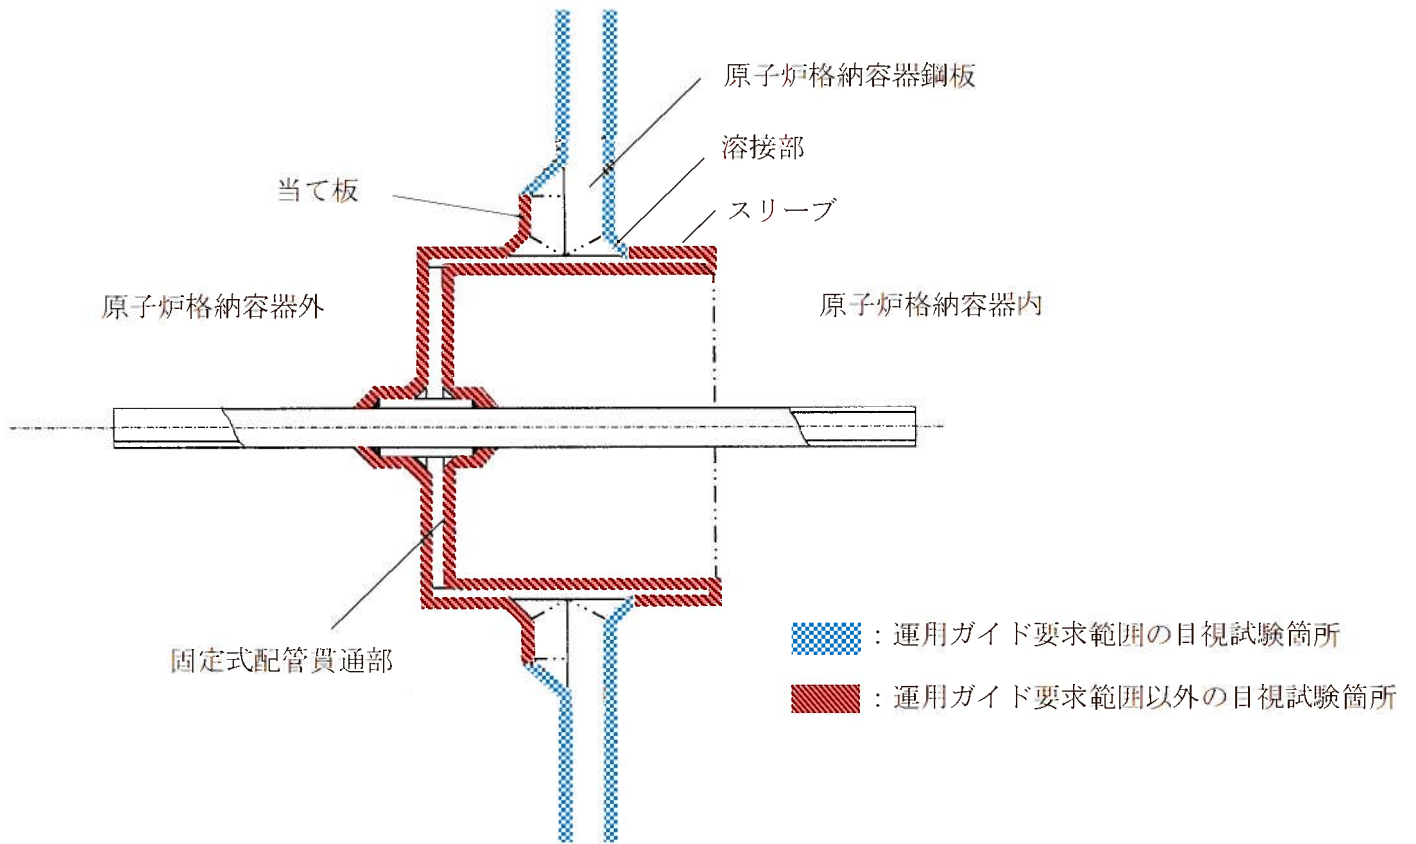 原子炉格納容器鋼板
溶接部
当て板
スリーブ
原子炉格納容器外
原子炉格納容器内
固定式配管貫通部
：運用ガイド要求範囲の目視試験箇所
：運用ガイド要求範囲以外の目視試験箇所